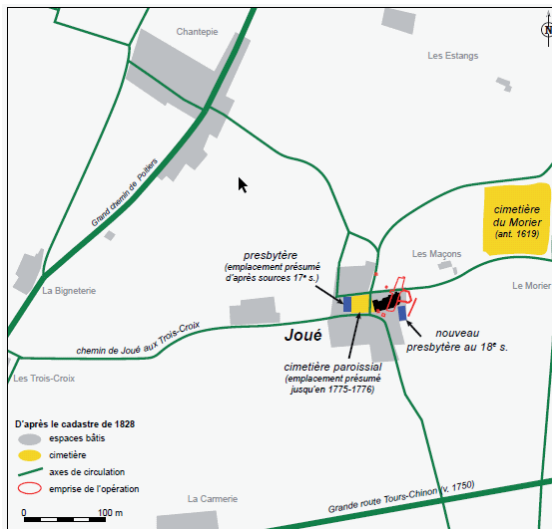 Chantepie
Les Estangs
N
Grand chemin de Poitiers
cimetière
du Morier
(ant. 1619)
presbytère
(emplacement présumé
d'après sources 17e s.)
Les Maçons
La Bigneterie
Le Morier
Joué
nouveau
presbytère au 18e s.
chemin de Joué aux Trois-Croix
cimetière paroissial
(emplacement présumé
jusqu'en 1775-1776)
Les Trois-Croix
D'après le cadastre de 1828
espaces bâtis
cimetière
axes de circulation
emprise de l'opération
0 100 m
La Carmerie
Grande route Tours-Chinon (v. 1750)